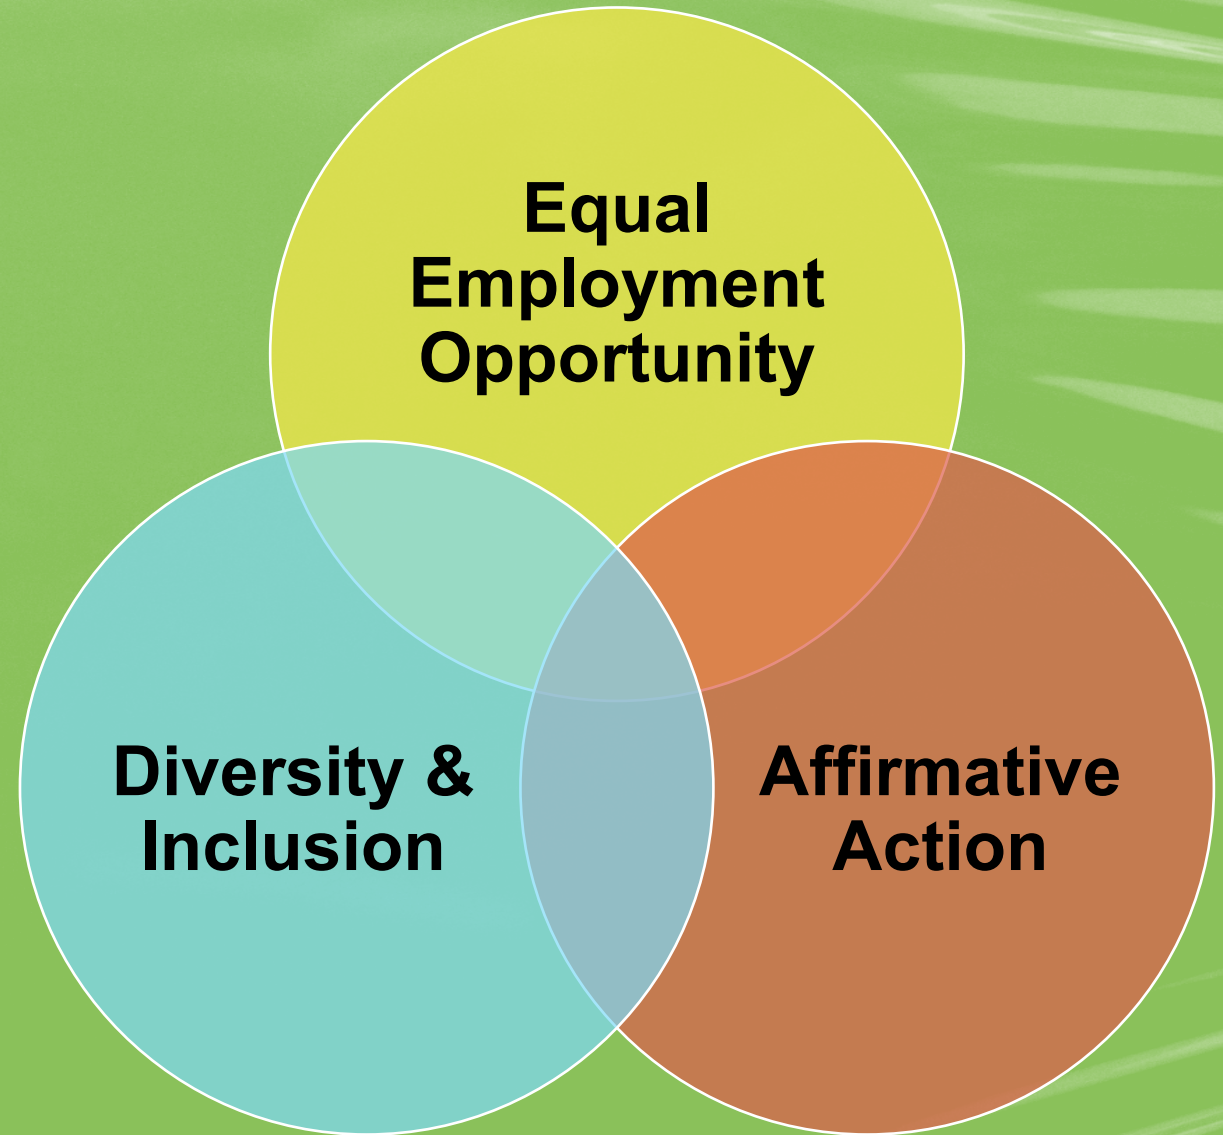 Equal
Employment
Opportunity
Diversity &
Inclusion
Affirmative
Action